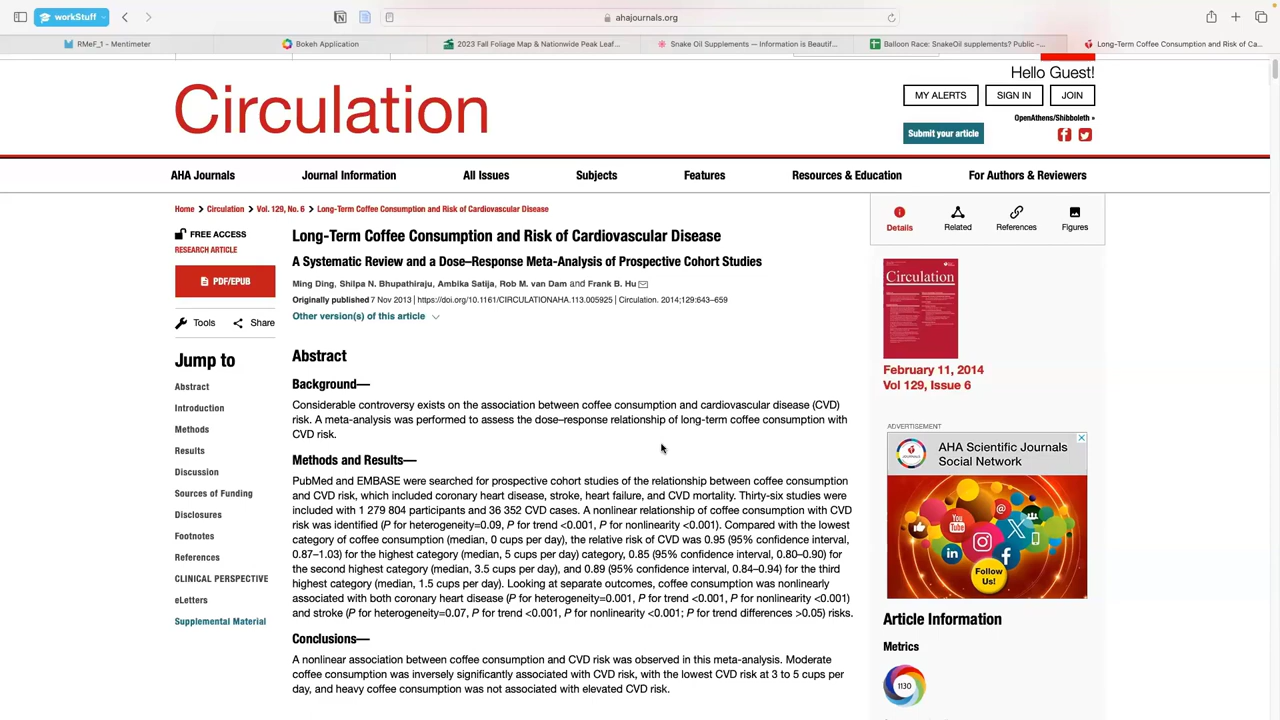 workStuff
ahajournals.org
RMeF_1 - Mentimeter
Bokeh Application
2023 Fall Foliage Map & Nationwide Peak Leaf...
Snake Oil Supplements — Information is Beautif...
Balloon Race: SnakeOil supplements? Public -...
Long-Term Coffee Consumption and Risk of Ca...
Circulation
Hello Guest!
MY ALERTS
SIGN IN
JOIN
OpenAthens/Shibboleth »
Submit your article
AHA Journals
Journal Information
All Issues
Subjects
Features
Resources & Education
For Authors & Reviewers
Home > Circulation > Vol. 129, No. 6 > Long-Term Coffee Consumption and Risk of Cardiovascular Disease
FREE ACCESS
RESEARCH ARTICLE
PDF/EPUB
Tools
Share
Jump to
Abstract
Introduction
Methods
Results
Discussion
Sources of Funding
Disclosures
Footnotes
References
CLINICAL PERSPECTIVE
eLetters
Supplemental Material
Long-Term Coffee Consumption and Risk of Cardiovascular Disease
A Systematic Review and a Dose–Response Meta-Analysis of Prospective Cohort Studies
Ming Ding, Shilpa N. Bhupathiraju, Ambika Satija, Rob M. van Dam and Frank B. Hu
Originally published 7 Nov 2013 | https://doi.org/10.1161/CIRCULATIONAHA.113.005925 | Circulation. 2014;129:643–659
Other version(s) of this article
Abstract
Background—
Considerable controversy exists on the association between coffee consumption and cardiovascular disease (CVD)
risk. A meta-analysis was performed to assess the dose–response relationship of long-term coffee consumption with
CVD risk.
Methods and Results—
PubMed and EMBASE were searched for prospective cohort studies of the relationship between coffee consumption
and CVD risk, which included coronary heart disease, stroke, heart failure, and CVD mortality. Thirty-six studies were
included with 1 279 804 participants and 36 352 CVD cases. A nonlinear relationship of coffee consumption with CVD
risk was identified (P for heterogeneity=0.09, P for trend <0.001, P for nonlinearity <0.001). Compared with the lowest
category of coffee consumption (median, 0 cups per day), the relative risk of CVD was 0.95 (95% confidence interval,
0.87–1.03) for the highest category (median, 5 cups per day) category, 0.85 (95% confidence interval, 0.80–0.90) for
the second highest category (median, 3.5 cups per day), and 0.89 (95% confidence interval, 0.84–0.94) for the third
highest category (median, 1.5 cups per day). Looking at separate outcomes, coffee consumption was nonlinearly
associated with both coronary heart disease (P for heterogeneity=0.001, P for trend <0.001, P for nonlinearity <0.001)
and stroke (P for heterogeneity=0.07, P for trend <0.001, P for nonlinearity <0.001; P for trend differences >0.05) risks.
Conclusions—
A nonlinear association between coffee consumption and CVD risk was observed in this meta-analysis. Moderate
coffee consumption was inversely significantly associated with CVD risk, with the lowest CVD risk at 3 to 5 cups per
day, and heavy coffee consumption was not associated with elevated CVD risk.
Details
Related
References
Figures
Circulation
February 11, 2014
Vol 129, Issue 6
ADVERTISEMENT
AHA Scientific Journals
Social Network
You
Tube
Follow
Us!
Article Information
Metrics
1130